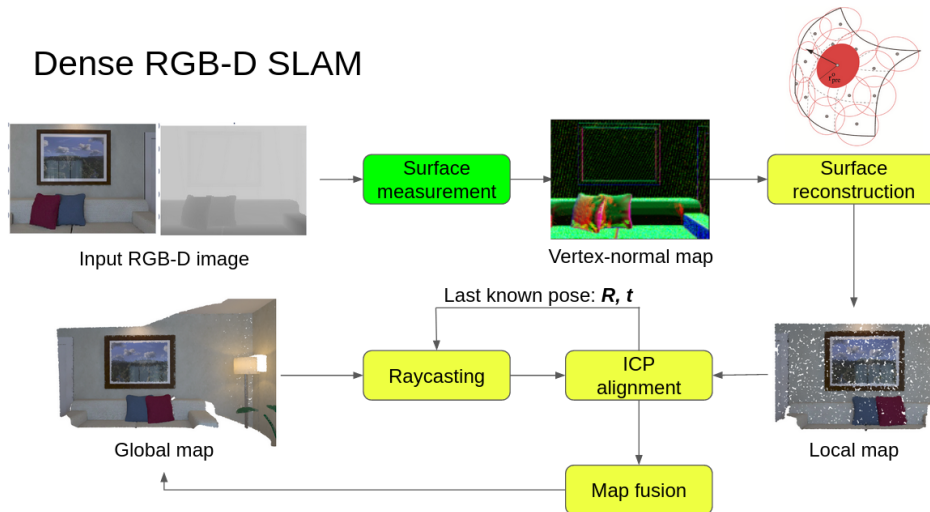 Dense RGB-D SLAM
Surface
measurement
Surface
reconstruction
Input RGB-D image
Vertex-normal map
Last known pose: R, t
Raycasting
ICP
alignment
Global map
Local map
Map fusion